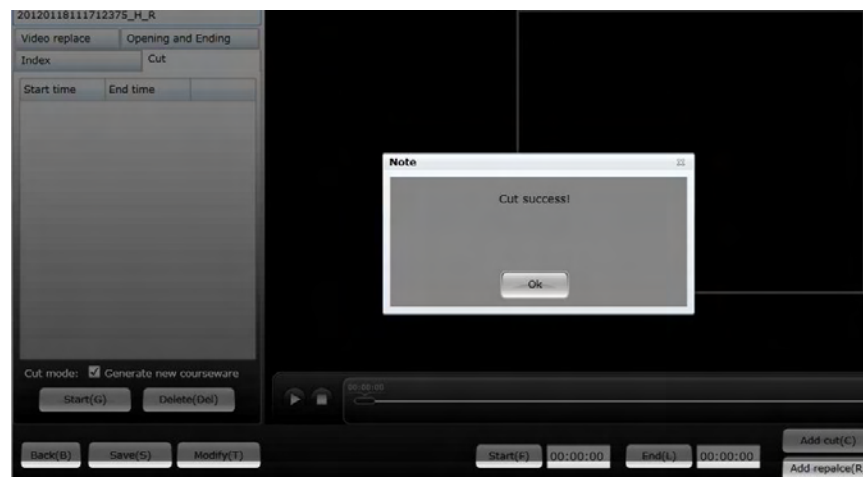 20120118111712375_H_R
Video replace Opening and Ending
Index Cut
Start time End time
Note
Cut success!
Ok
Cut mode: Generate new courseware
Start(G) Delete(Del)
00:00:00
Back(B) Save(S) Modify(T)
Start(F) 00:00:00 End(L) 00:00:00
Add cut(C)
Add repalce(R